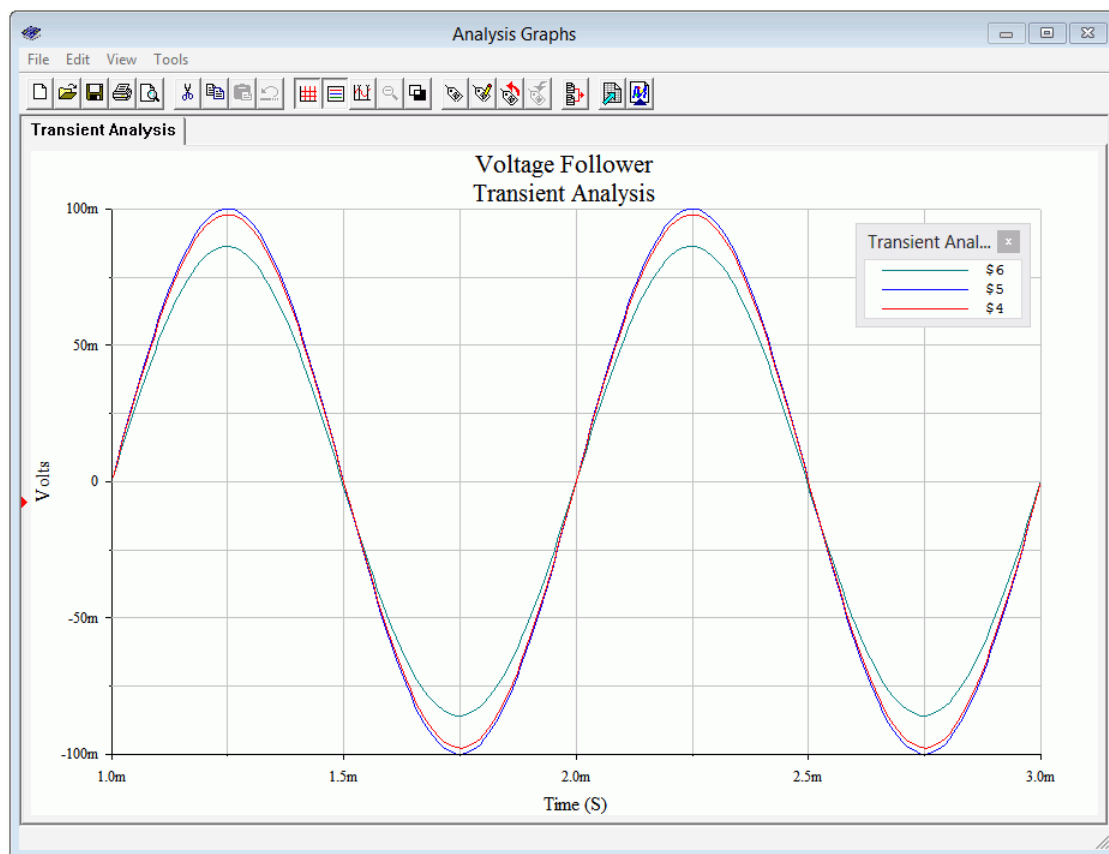 Analysis Graphs
File Edit View Tools
Transient Analysis
Voltage Follower
Transient Analysis
Transient Anal...
$6
$5
$4
100m
50m
0
-50m
-100m
Volts
1.0m 1.5m 2.0m 2.5m 3.0m
Time (S)